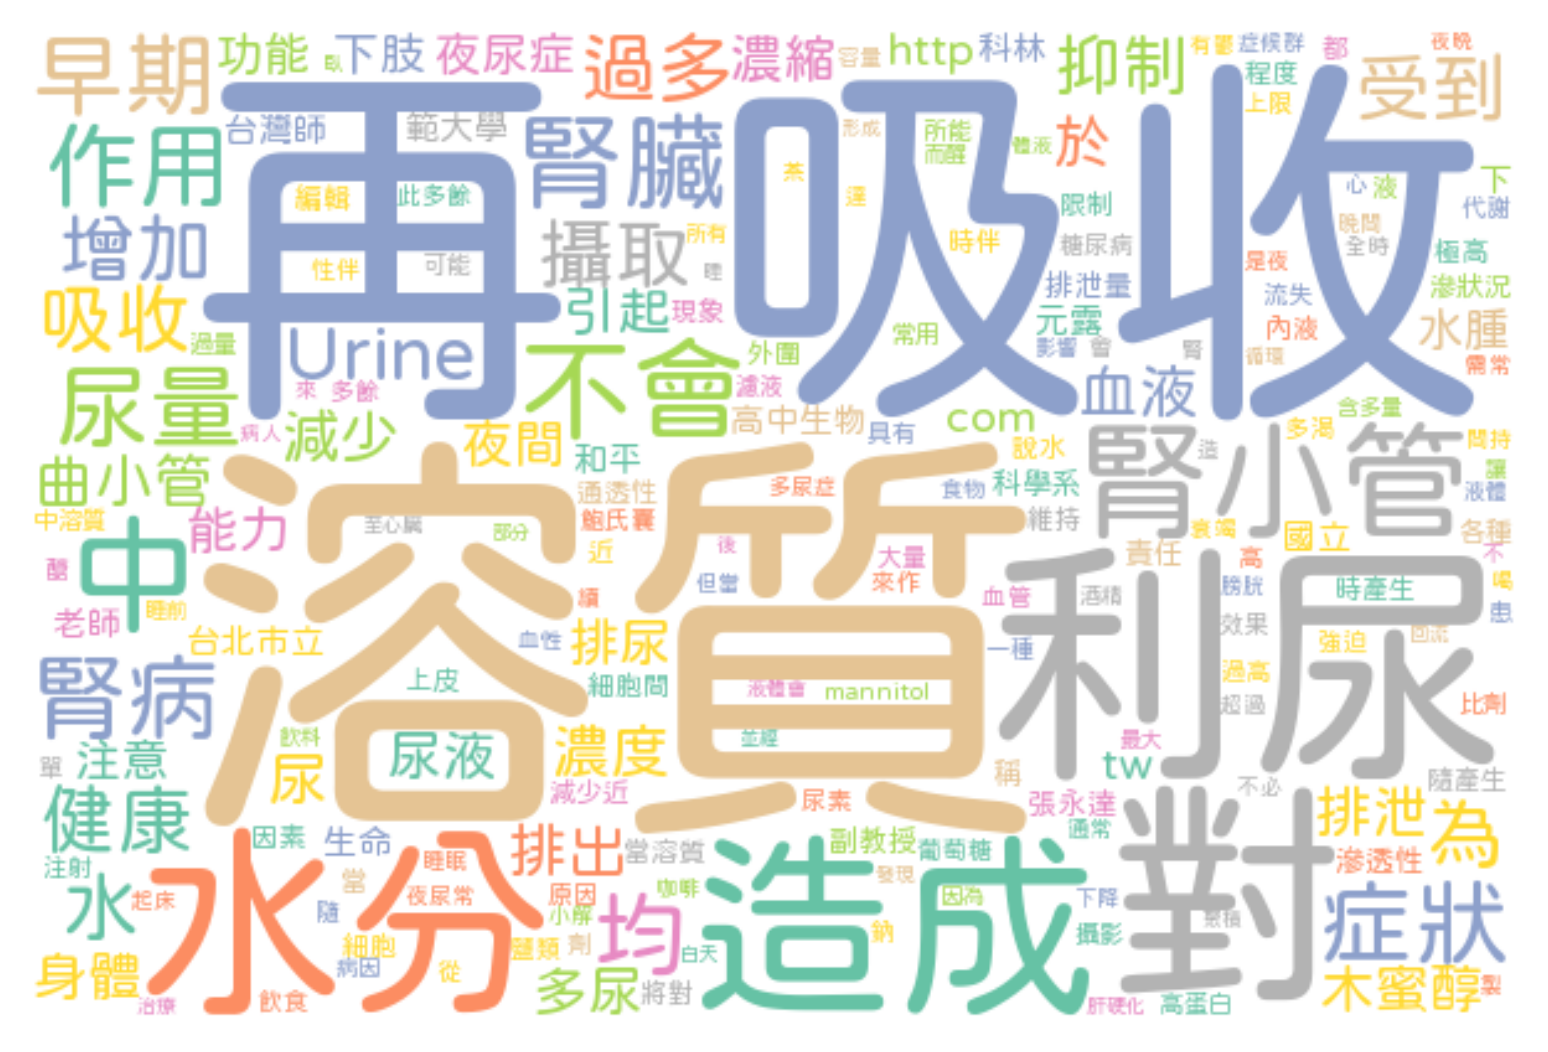 早期
功能
臥
下肢
夜尿症
過多
濃縮
容量
http
科林
抑制
有鬱
症候群
都
夜晚
程度
上限
受到
作用
台灣師
範大學
腎臟
再吸收
形成
所能
而醒
體液
於
茶
達
編輯
此多餘
限制
心
液
下
代謝
增加
攝取
所有
時伴
糖尿病
晚間
全時
極高
性伴
可能
睡
排泄量
是夜
流失
滲狀況
吸收
過量
Urine
引起
現象
常用
元露
影響
曾
腎
內液
循環
水腫
需常
尿量
來
多餘
不會
外圍
濾液
血液
病人
減少
夜間
高中生物
具有
com
含多量
曲小管
和平
說水
腎小管
造
多渴
間持
讓
液體
中溶質
能力
至心臟
部分
通透性
鮑氏囊
多尿症
食物
科學系
維持
衰竭
國立
各種
溶質
中
近
後
大量
責任
高
不
睡前
老師
續
但當
來作
血管
酒精
膀胱
時產生
喝
患
台北市立
血性
排尿
一種
利尿
效果
強迫
回流
腎病
上皮
細胞間
液體會
mannitol
過高
超過
比劑
飲料
尿液
濃度
並經
最大
單
注意
尿
減少近
尿素
稱
tw
不必
隨產生
健康
張永達
通常
排泄
為
因素
生命
排出
當溶質
副教授
葡萄糖
對
滲透性
注射
水
起床
水分
當
睡眠
夜尿常
原因
咖啡
發現
因為
下降
症狀
隨
小解
均
造成
攝影
聚積
身體
細胞
病因
從
鹽類
劑
白天
鈉
治療
飲食
多尿
將對
肝硬化
高蛋白
木蜜醇
製